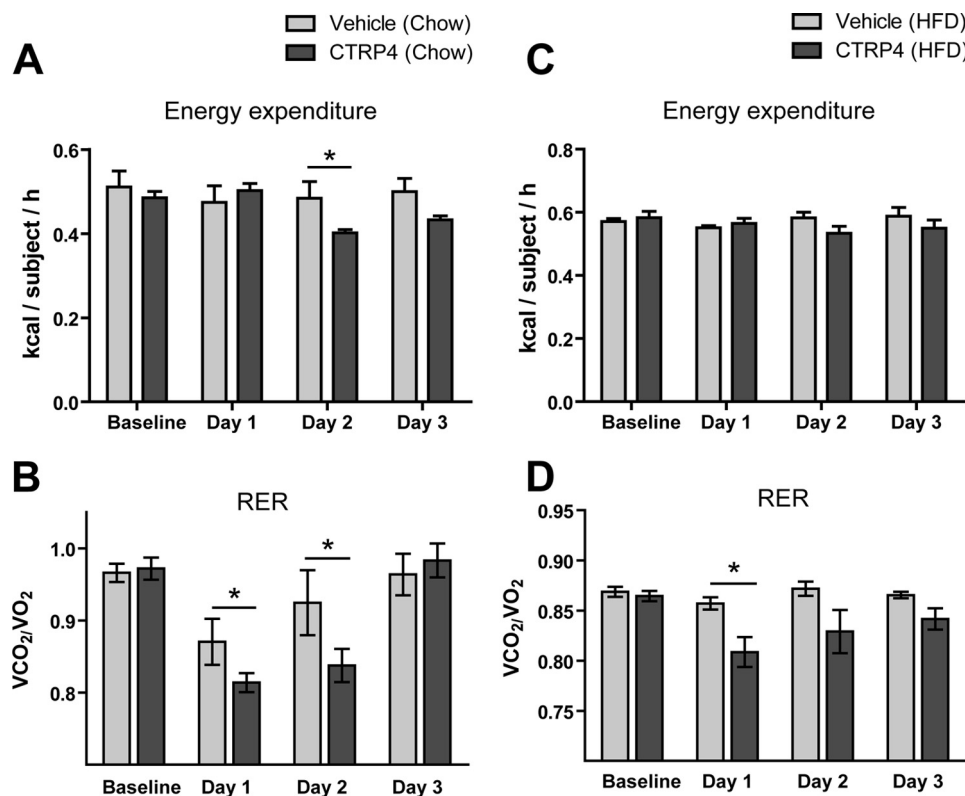 Vehicle (Chow)
CTRP4 (Chow)
A
Energy expenditure
kcal / subject / h
0.6
0.4
0.2
0.0
*
Baseline Day 1 Day 2 Day 3
B
RER
VCO2/VO2
1.0
0.9
0.8
*
*
Baseline Day 1 Day 2 Day 3
Vehicle (HFD)
CTRP4 (HFD)
C
Energy expenditure
kcal / subject / h
0.8
0.6
0.4
0.2
0.0
Baseline Day 1 Day 2 Day 3
D
RER
VCO2/VO2
0.95
0.90
0.85
0.80
0.75
*
Baseline Day 1 Day 2 Day 3